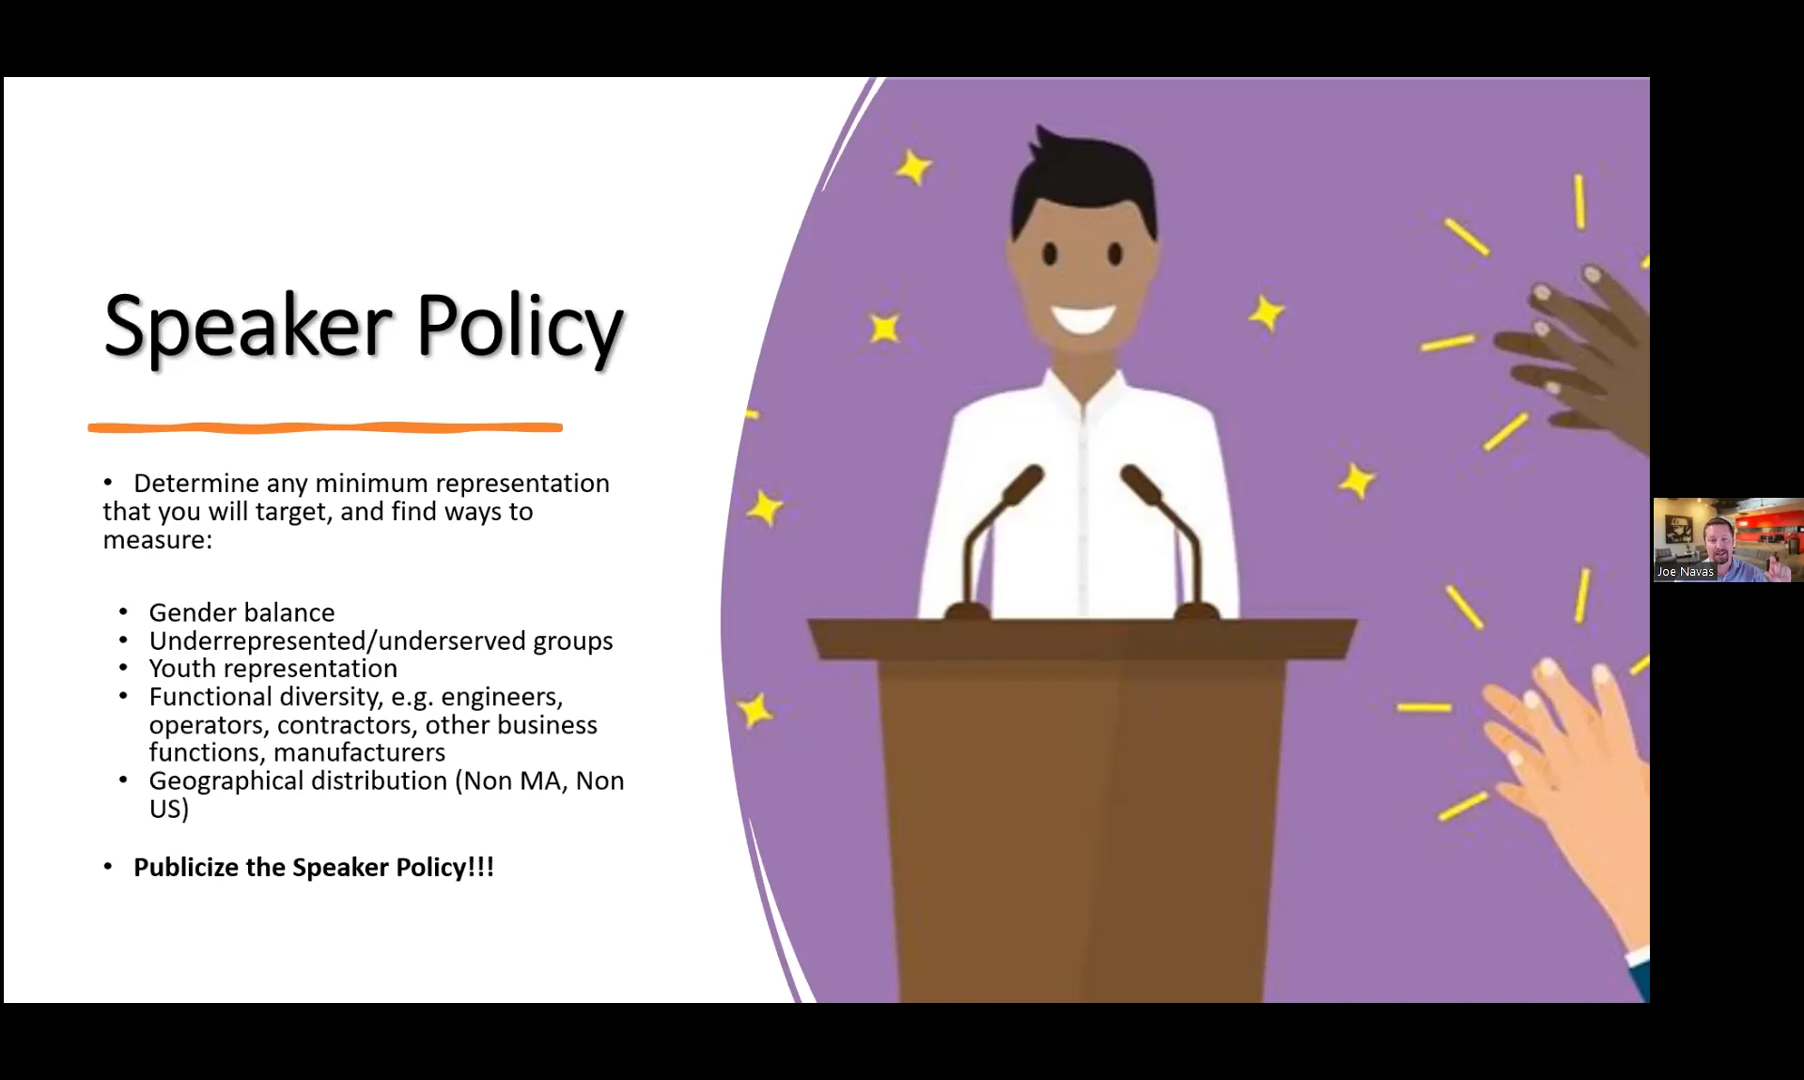 Speaker Policy
• Determine any minimum representation
that you will target, and find ways to
measure:
• Gender balance
• Underrepresented/underserved groups
• Youth representation
• Functional diversity, e.g. engineers,
operators, contractors, other business
functions, manufacturers
• Geographical distribution (Non MA, Non
US)
• Publicize the Speaker Policy!!!
Joe Navas